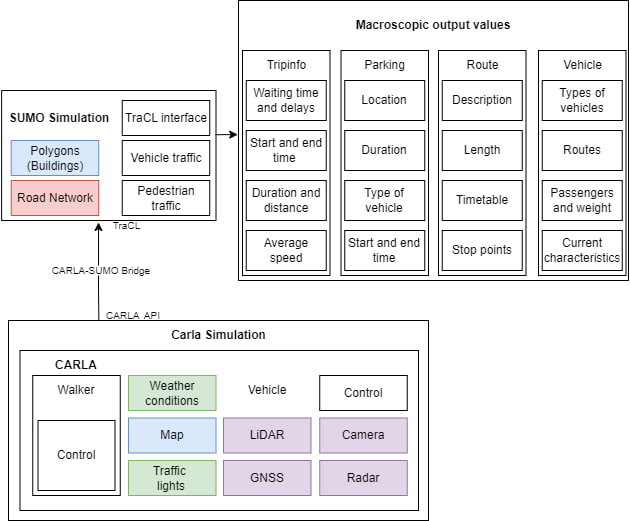 Macroscopic output values
Tripinfo
Waiting time
and delays
Start and end
time
Duration and
distance
Average
speed
Parking
Location
Duration
Type of
vehicle
Start and end
time
Route
Description
Length
Timetable
Stop points
Vehicle
Types of
vehicles
Routes
Passengers
and weight
Current
characteristics
SUMO Simulation
Polygons
(Buildings)
Road Network
TraCL interface
Vehicle traffic
Pedestrian
traffic
TraCL
CARLA-SUMO Bridge
CARLA API
Carla Simulation
CARLA
Walker
Control
Weather
conditions
Map
Traffic
lights
Vehicle
LiDAR
GNSS
Control
Camera
Radar